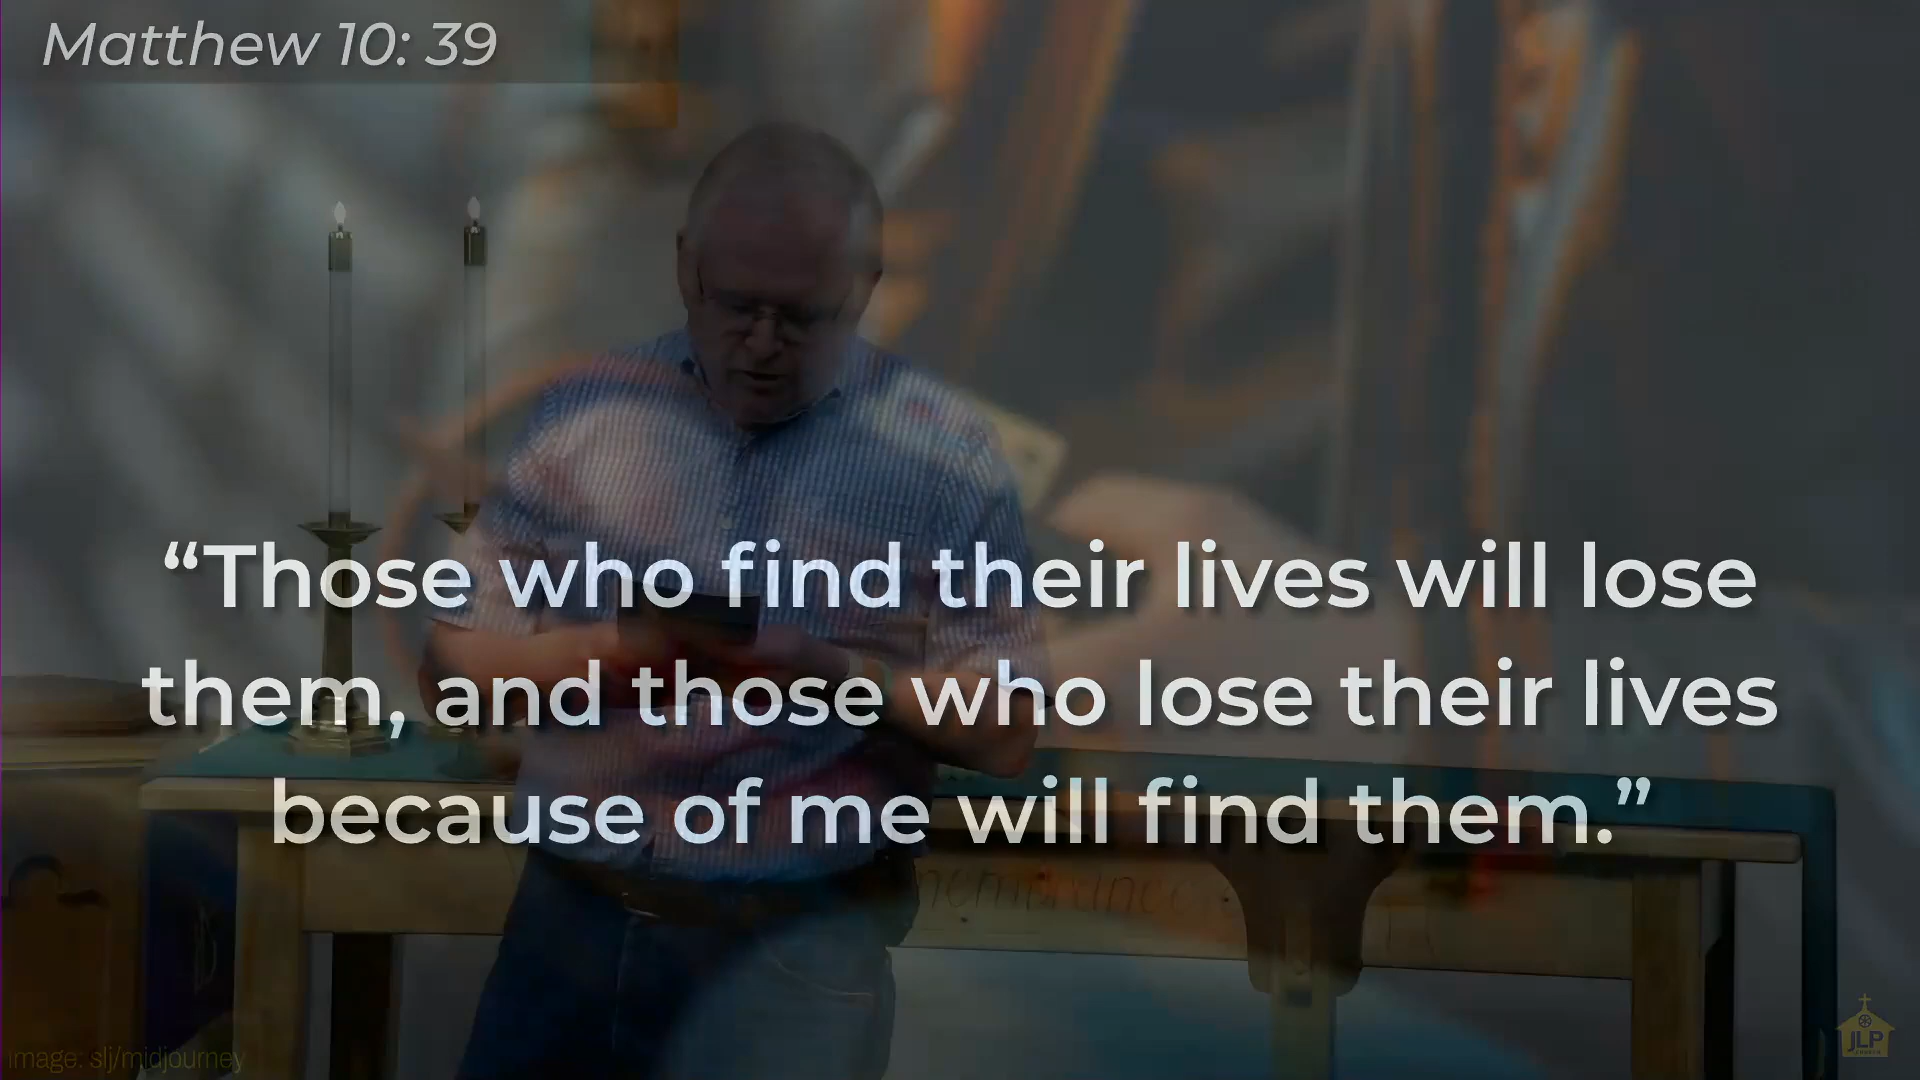 Matthew 10: 39
“Those who find their lives will lose
them, and those who lose their lives
because of me will find them.”
image: slj/midjourney
JLP